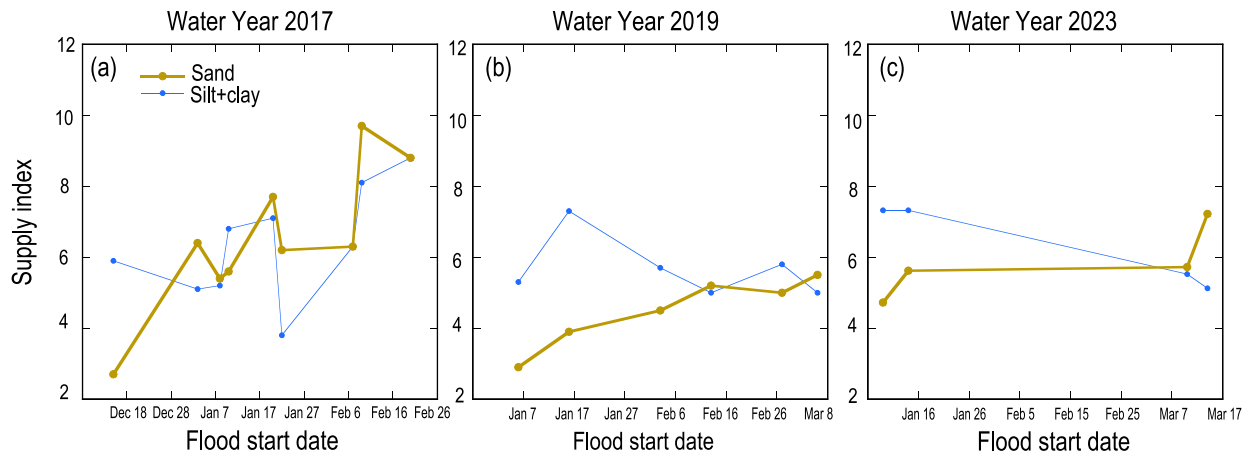 Water Year 2017
Water Year 2019
Water Year 2023
12
10
8
6
4
2
Supply index
(a)
Sand
Silt+clay
Dec 18 Dec 28 Jan 7 Jan 17 Jan 27 Feb 6 Feb 16 Feb 26
Flood start date
12
10
8
6
4
2
(b)
Jan 7 Jan 17 Jan 27 Feb 6 Feb 16 Feb 26 Mar 8
Flood start date
12
10
8
6
4
2
(c)
Jan 16 Jan 26 Feb 5 Feb 15 Feb 25 Mar 7 Mar 17
Flood start date